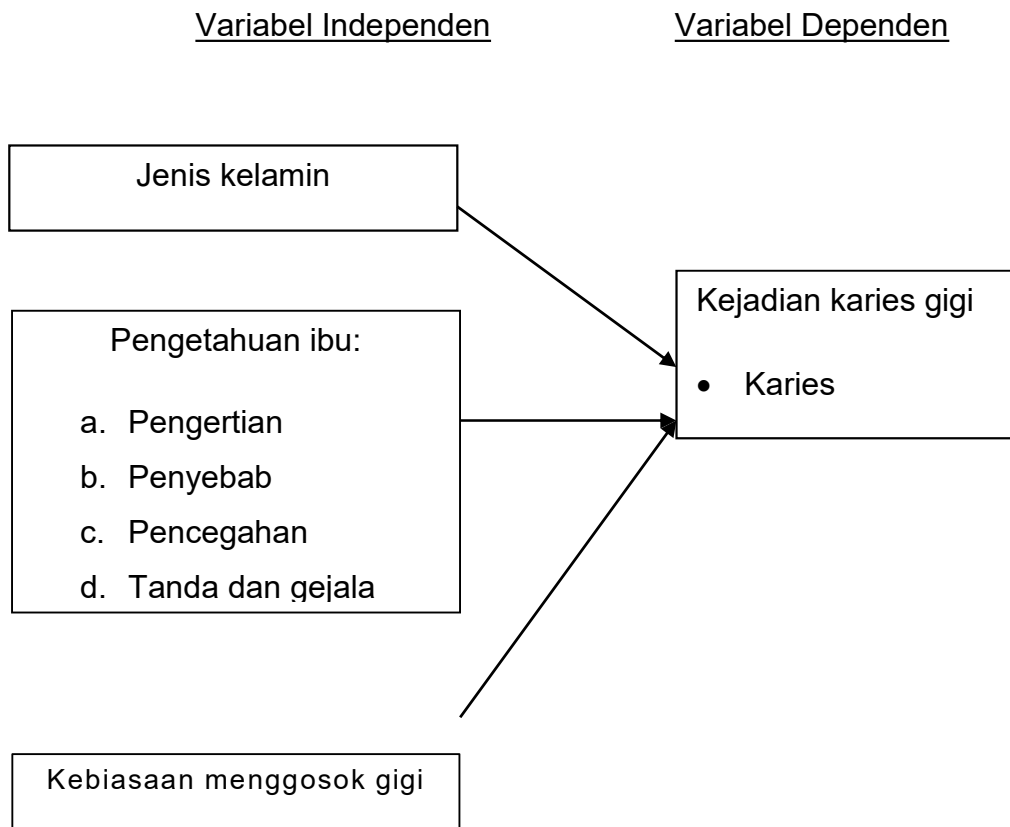 Variabel Independen Variabel Dependen
Jenis kelamin
Pengetahuan ibu:
a. Pengertian
b. Penyebab
c. Pencegahan
d. Tanda dan gejala
Kebiasaan menggosok gigi
Kejadian karies gigi
• Karies